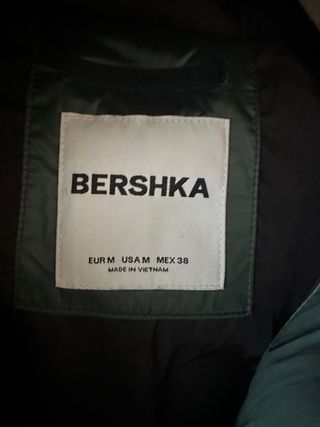 BERSHKA
EUR M USA M MEX 38
MADE IN VIETNAM